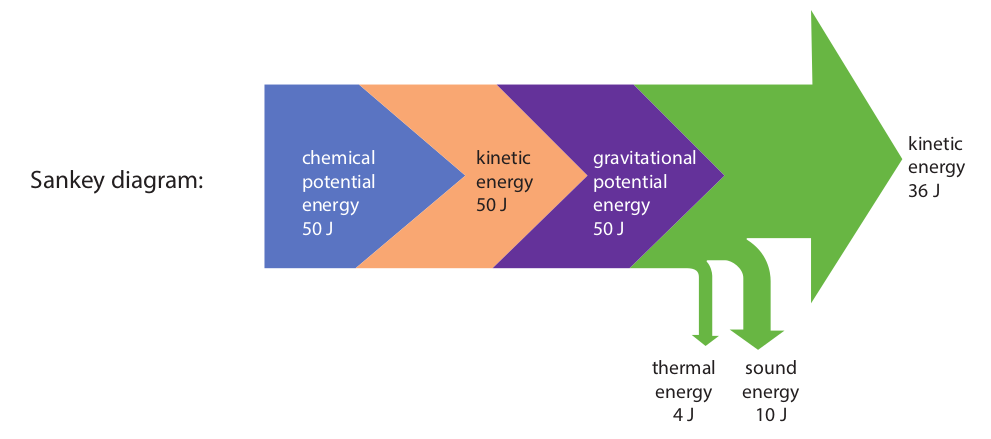 Sankey diagram:
chemical
potential
energy
50 J
kinetic
energy
50 J
gravitational
potential
energy
50 J
kinetic
energy
36 J
thermal
energy
4 J
sound
energy
10 J